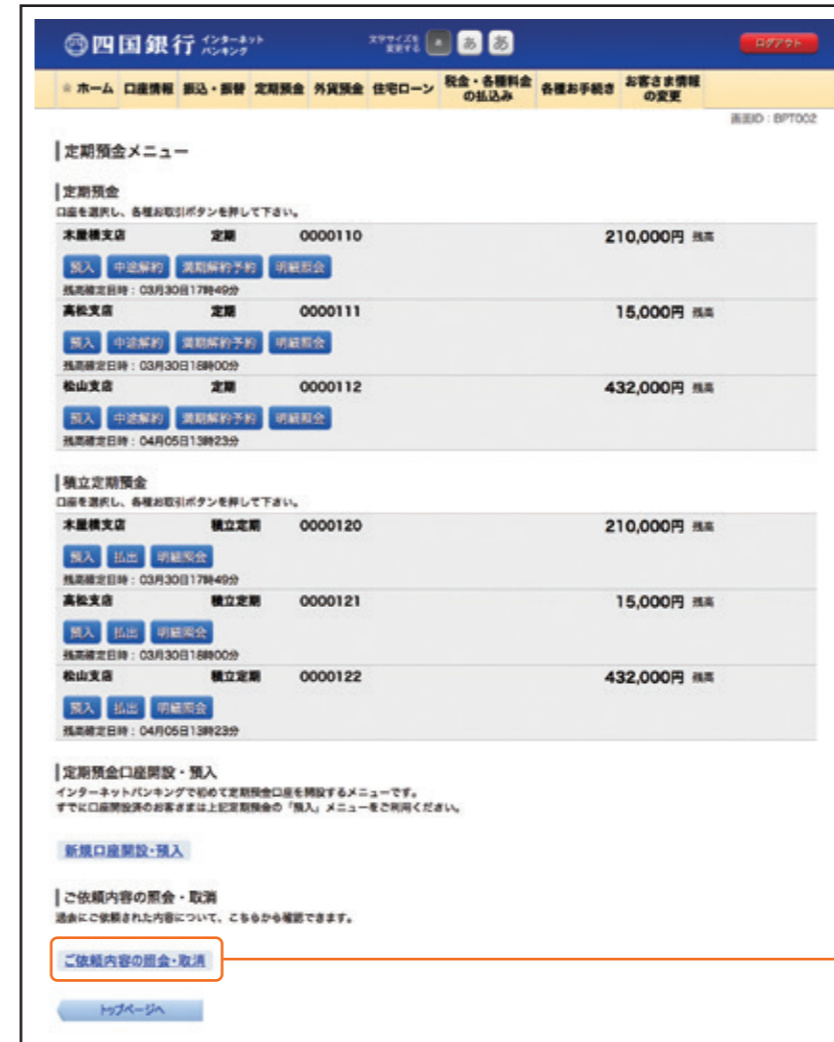 四国銀行 インターネットバンキング
文字サイズを変更する あ あ あ
ログアウト
ホーム 口座情報 振込・振替 定期預金 外貨預金 住宅ローン 税金・各種料金の払込み 各種お手続き お客さま情報の変更
画面ID：BPT002
定期預金メニュー
定期預金
口座を選択し、各種お取引ボタンを押して下さい。
木屋橋支店 定期 0000110 210,000円 残高
預入 中途解約 満期解約予約 明細照会
残高確定日時：03月30日17時49分
高松支店 定期 0000111 15,000円 残高
預入 中途解約 満期解約予約 明細照会
残高確定日時：03月30日18時00分
松山支店 定期 0000112 432,000円 残高
預入 中途解約 満期解約予約 明細照会
残高確定日時：04月05日13時23分
積立定期預金
口座を選択し、各種お取引ボタンを押して下さい。
木屋橋支店 積立定期 0000120 210,000円 残高
預入 払出 明細照会
残高確定日時：03月30日17時49分
高松支店 積立定期 0000121 15,000円 残高
預入 払出 明細照会
残高確定日時：03月30日18時00分
松山支店 積立定期 0000122 432,000円 残高
預入 払出 明細照会
残高確定日時：04月05日13時23分
定期預金口座開設・預入
インターネットバンキングで初めて定期預金口座を開設するメニューです。
すでに口座開設済のお客さまは上記定期預金の「預入」メニューをご利用ください。
新規口座開設・預入
ご依頼内容の照会・取消
過去にご依頼された内容について、こちらから確認できます。
ご依頼内容の照会・取消
トップページへ